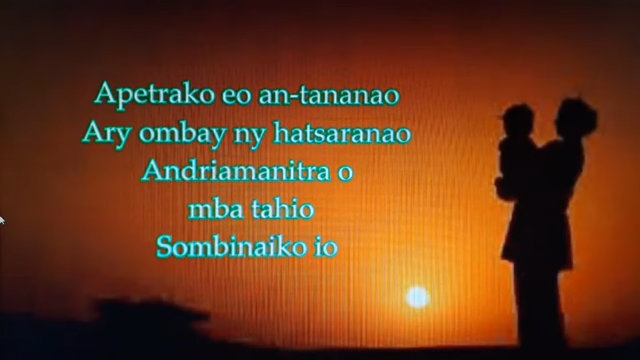 Apetrako eo an-tananao
Ary ombay ny hatsaranao
Andriamanitra o
mba tahio
Sombinaiko io